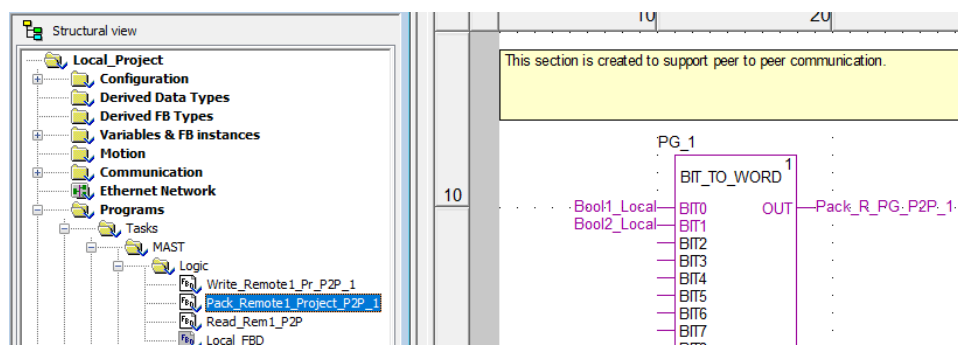 Structural view
Local_Project
Configuration
Derived Data Types
Derived FB Types
Variables & FB instances
Motion
Communication
Ethernet Network
Programs
Tasks
MAST
Logic
Write_Remote1_Pr_P2P_1
Pack_Remote1_Project_P2P_1
Read_Rem1_P2P
Local_FBD
10 20
This section is created to support peer to peer communication.
PG_1
1
BIT_TO_WORD
10
Bool1_Local BIT0 OUT Pack_R_PG_P2P_1
Bool2_Local BIT1
BIT2
BIT3
BIT4
BIT5
BIT6
BIT7